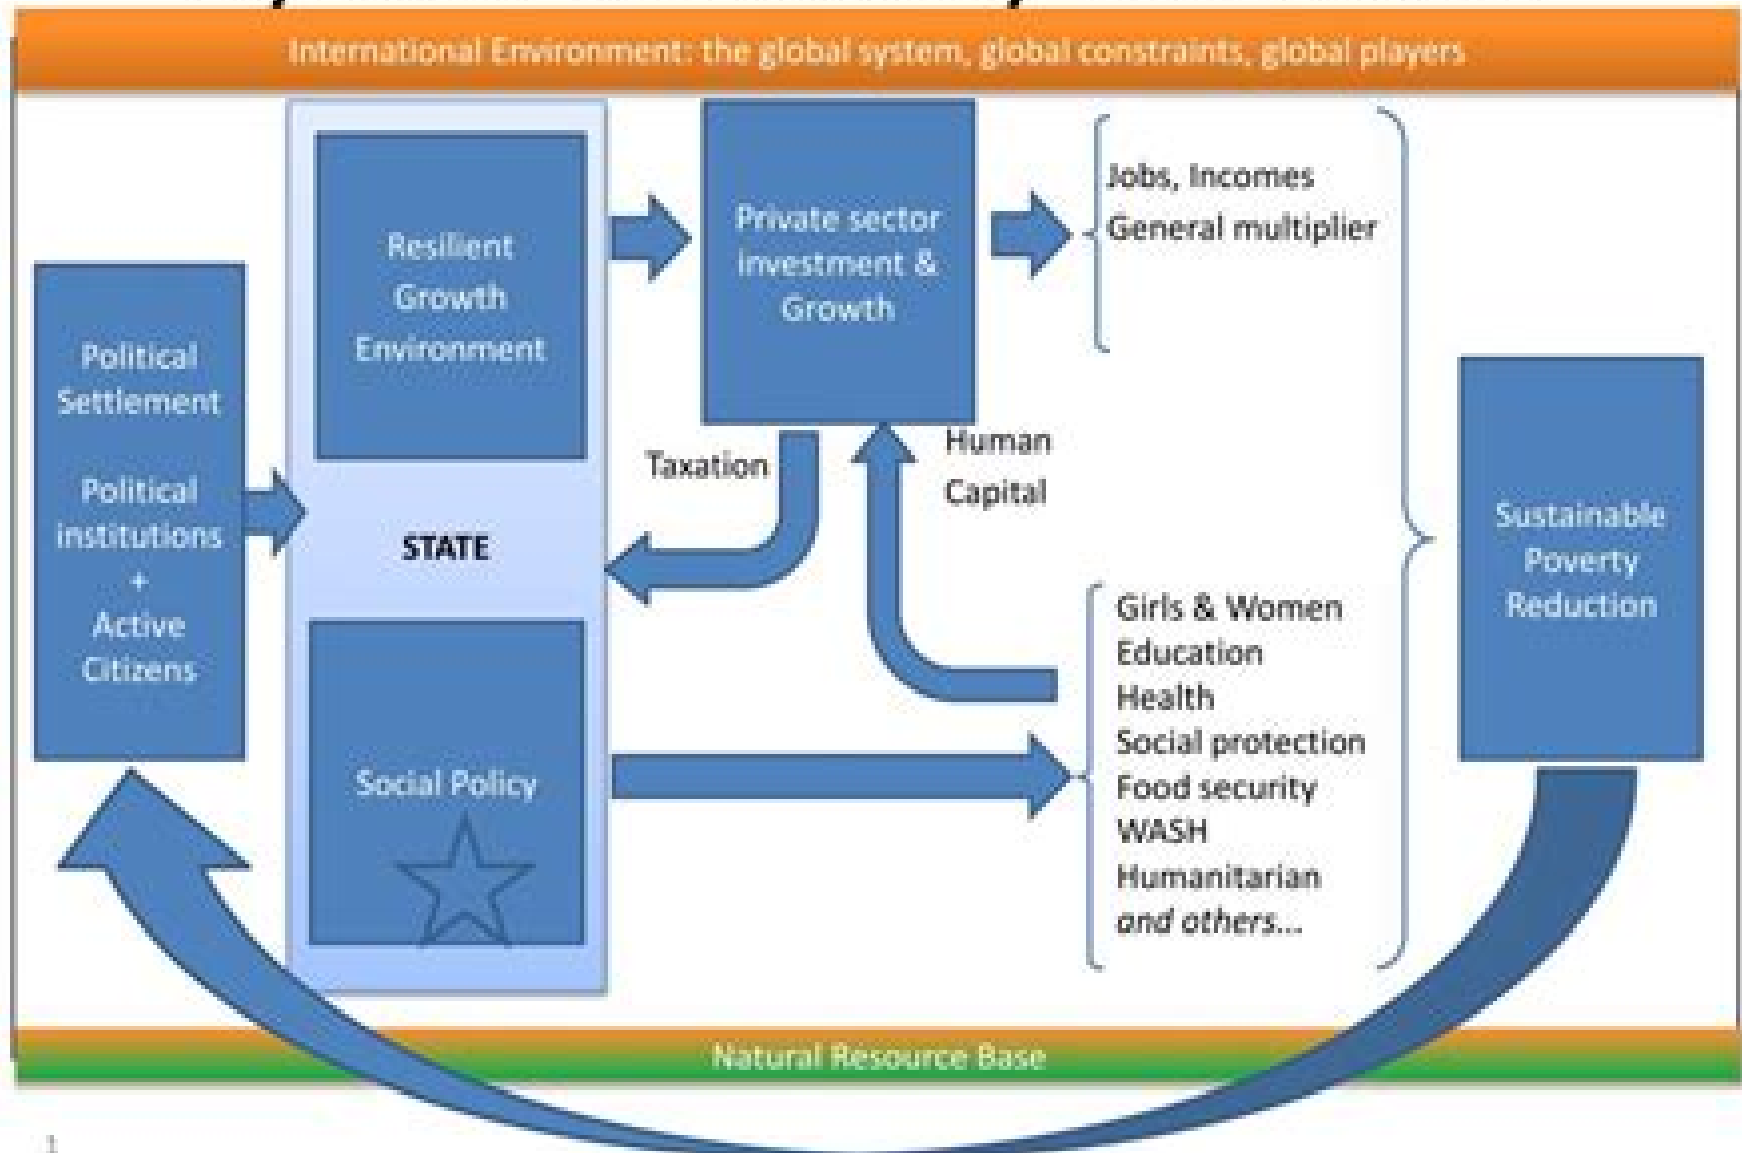 International Environment: the global system, global constraints, global players
Political
Settlement
Political
institutions
+
Active
Citizens
Resilient
Growth
Environment
STATE
Social Policy
Private sector
investment &
Growth
Taxation
Human
Capital
Jobs, Incomes
General multiplier
Girls & Women
Education
Health
Social protection
Food security
WASH
Humanitarian
and others...
Sustainable
Poverty
Reduction
Natural Resource Base
1